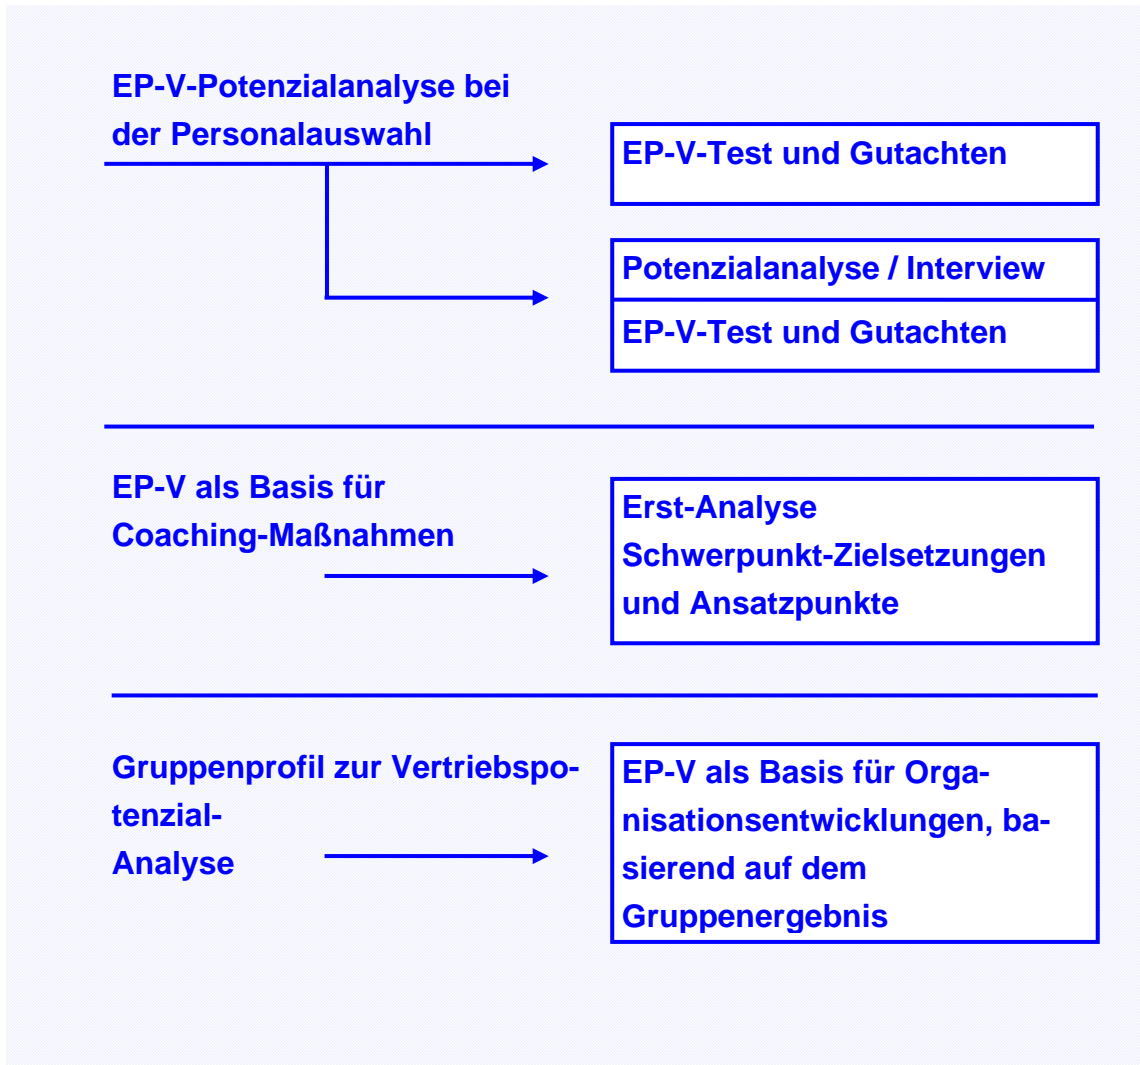 EP-V-Potenzialanalyse bei
der Personalauswahl
EP-V-Test und Gutachten
Potenzialanalyse / Interview
EP-V-Test und Gutachten
EP-V als Basis für
Coaching-Maßnahmen
Erst-Analyse
Schwerpunkt-Zielsetzungen
und Ansatzpunkte
Gruppenprofil zur Vertriebspo-
tenzial-
Analyse
EP-V als Basis für Orga-
nisationsentwicklungen, ba-
sierend auf dem
Gruppenergebnis